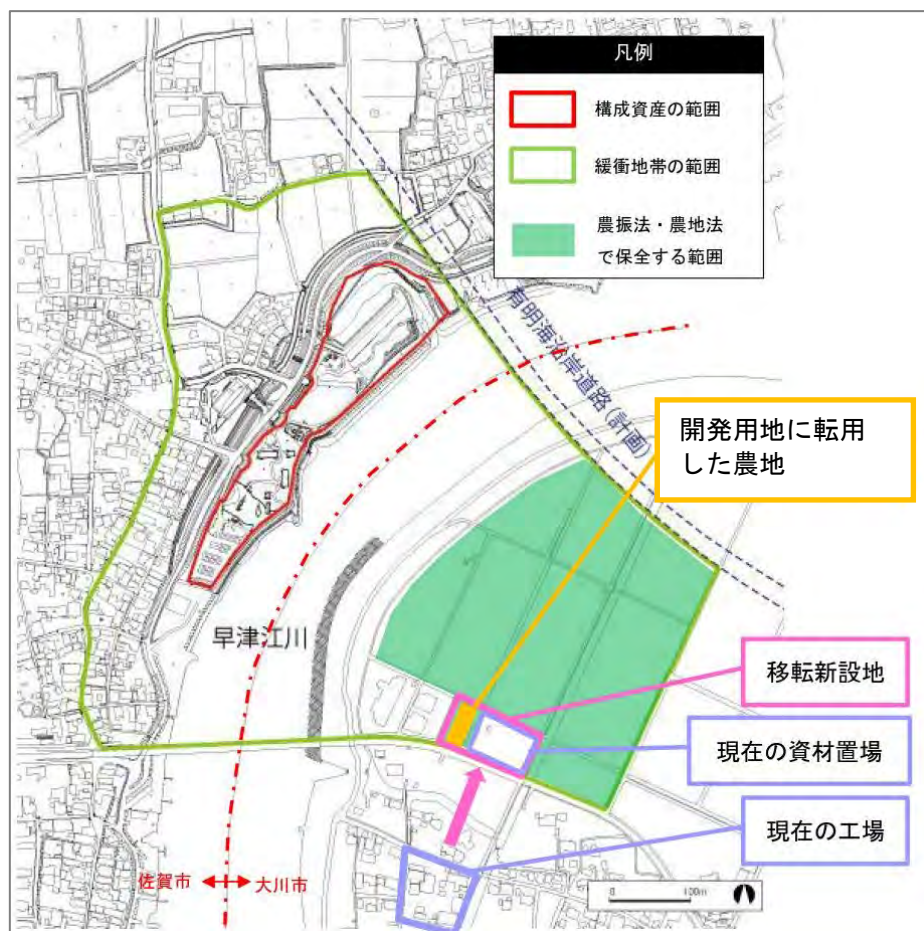 凡例
構成資産の範囲
緩衝地帯の範囲
農振法・農地法
で保全する範囲
有明海沿岸道路(計画)
開発用地に転用
した農地
早津江川
移転新設地
現在の資材置場
現在の工場
佐賀市
大川市
0 100m